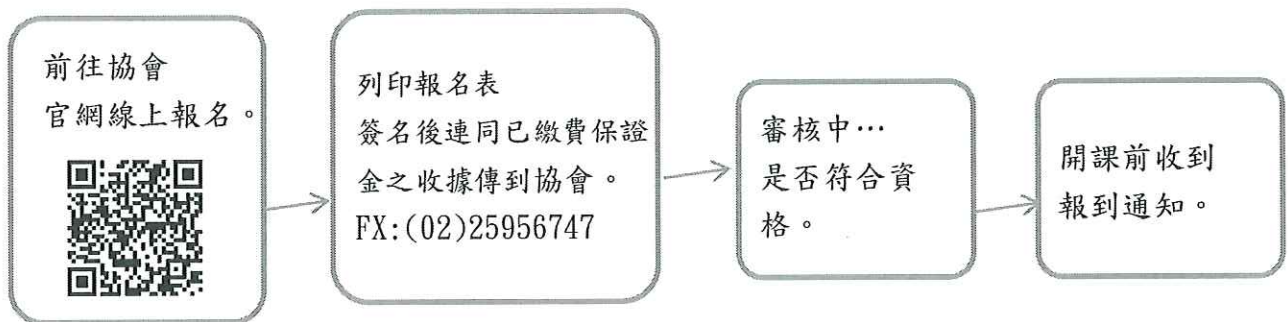 前往協會
官網線上報名。
列印報名表
簽名後連同已繳費保證
金之收據傳到協會。
FX:(02)25956747
審核中…
是否符合資
格。
開課前收到
報到通知。